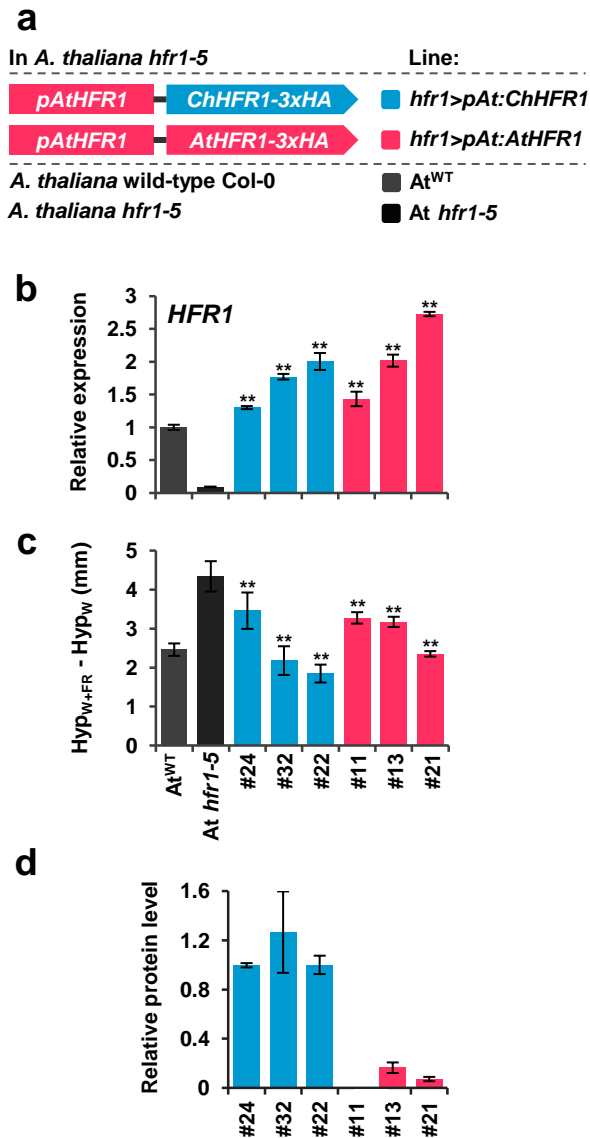 a
In A. thaliana hfr1-5 Line:
pAtHFR1 ChHFR1-3xHA hfr1>pAt:ChHFR1
pAtHFR1 AtHFR1-3xHA hfr1>pAt:AtHFR1
A. thaliana wild-type Col-0 AtWT
A. thaliana hfr1-5 At hfr1-5
b
Relative expression
HFR1
3
2.5
2
1.5
1
0.5
0
** ** ** ** ** **
c
HypW+FR - HypW (mm)
5
4
3
2
1
0
** ** ** ** ** **
AtWT At hfr1-5 #24 #32 #22 #11 #13 #21
d
Relative protein level
1.6
1.2
0.8
0.4
0
#24 #32 #22 #11 #13 #21